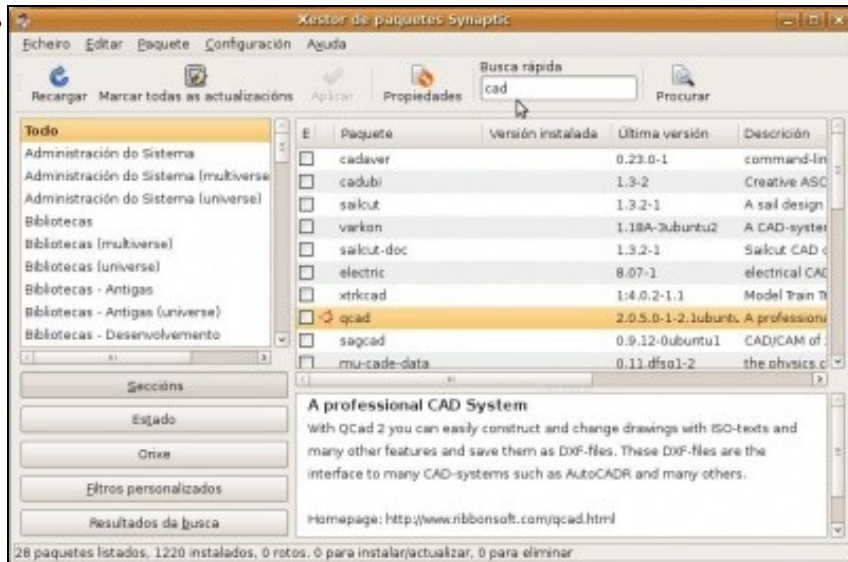 Xestor de paquetes Synaptic
Ficheiro Editar Paquete Configuración Axuda
Recargar Marcar todas as actualizacións Aplicar Propiedades Busca rápida Procurar
cad
Todo
Administración do Sistema
Administración do Sistema (multiverse
Administración do Sistema (universe)
Bibliotecas
Bibliotecas (multiverse)
Bibliotecas (universe)
Bibliotecas - Antigas
Bibliotecas - Antigas (universe)
Bibliotecas - Desenvolvemento
Seccións
Estado
Orixe
Filtros personalizados
Resultados da busca
E Paquete Versión instalada Última versión Descrición
cadaver 0.23.0-1 command-lin
cadubi 1.3-2 Creative ASC
sailcut 1.3.2-1 A sail design
varkon 1.18A-3ubuntu2 A CAD-syster
sailcut-doc 1.3.2-1 Sailcut CAD
electric 8.07-1 electrical CAD
xtrkcad 1:4.0.2-1.1 Model Train
qcad 2.0.5.0-1-2.1ubuntu A professiona
sagcad 0.9.12-0ubuntu1 CAD/CAM of
mu-cade-data 0.11.dfsg1-2 the physics
A professional CAD System
With QCad 2 you can easily construct and change drawings with ISO-texts and
many other features and save them as DXF-files. These DXF-files are the
interface to many CAD-systems such as AutoCADR and many others.
Homepage: http://www.ribbonsoft.com/qcad.html
28 paquetes listados, 1220 instalados, 0 rotos. 0 para instalar/actualizar, 0 para eliminar